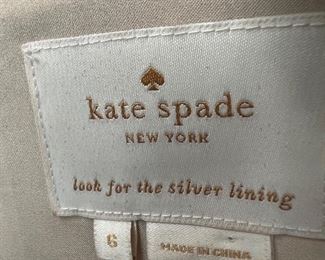 kate spade
NEW YORK
look for the silver lining
6
MADE IN CHINA